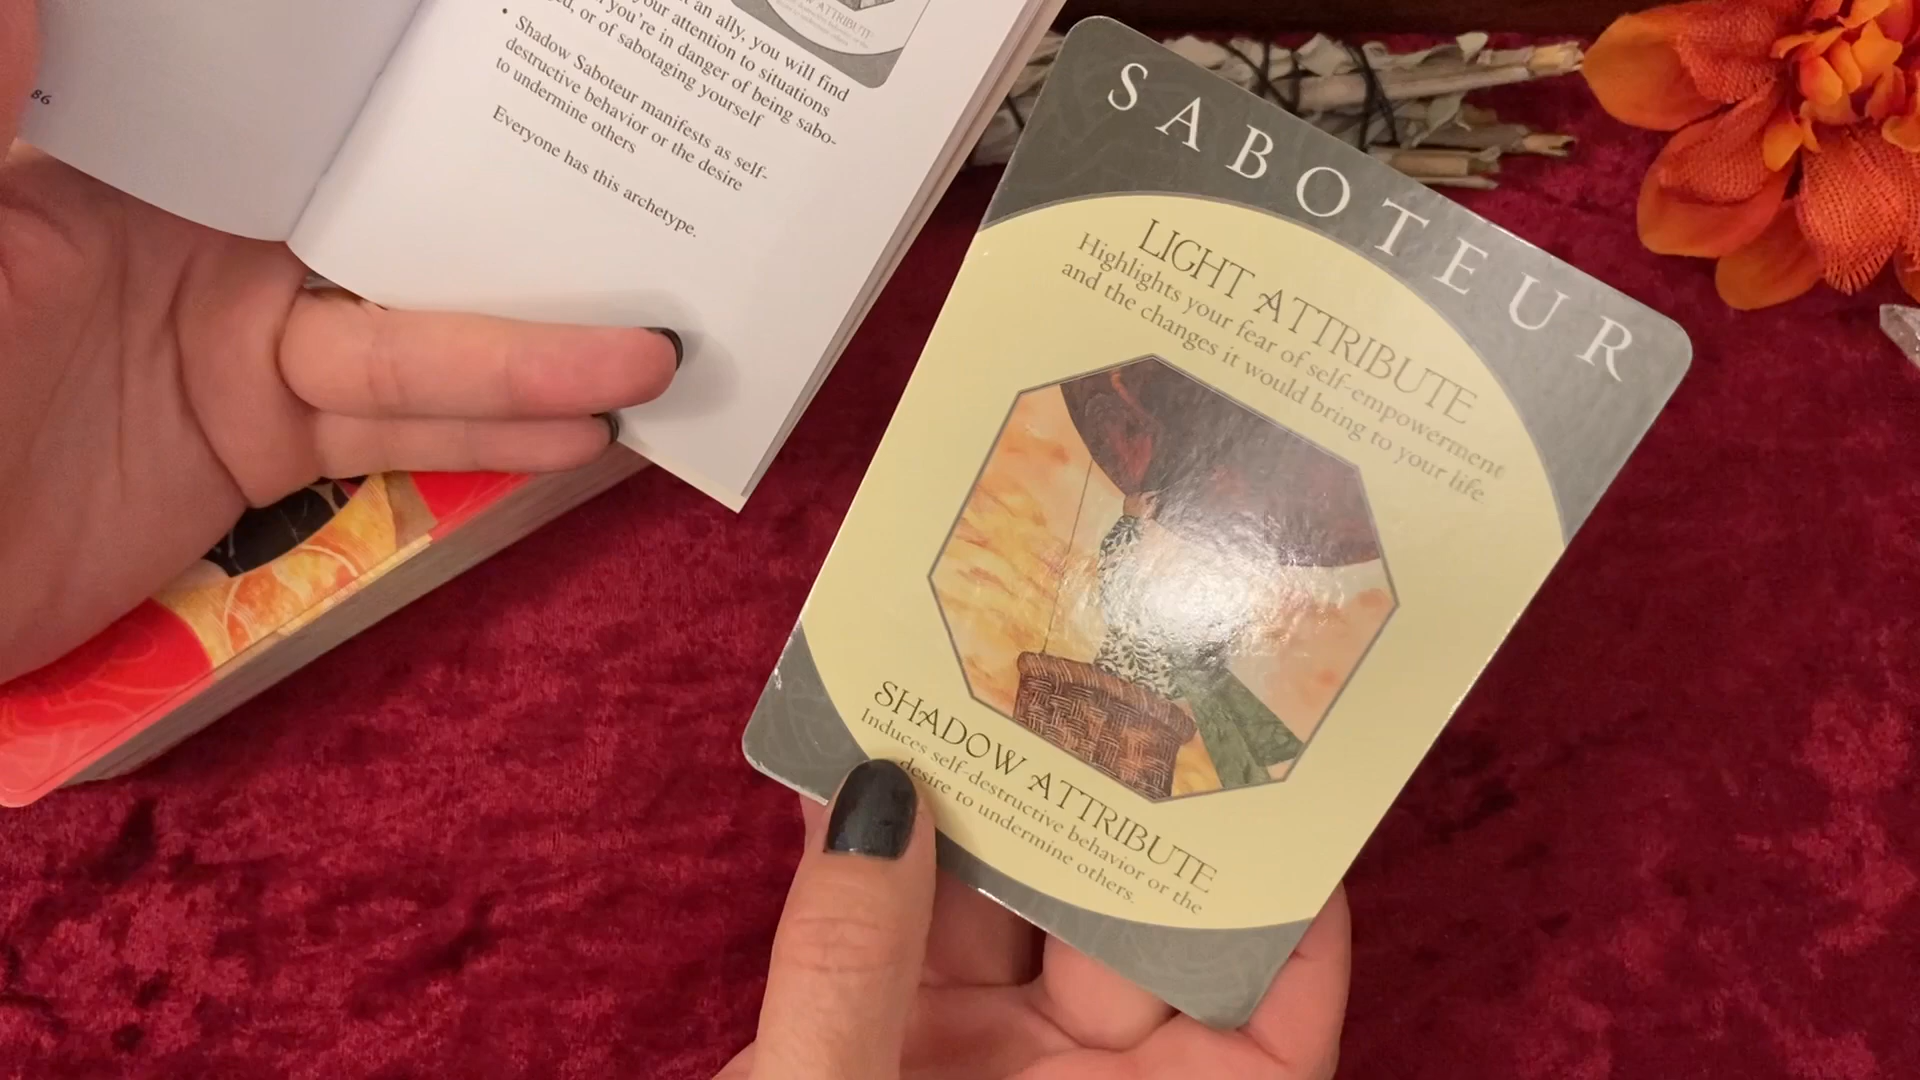 86
an ally, you will find
your attention to situations
you're in danger of being sabo-
or of sabotaging yourself
• Shadow Saboteur manifests as self-
destructive behavior or the desire
to undermine others
Everyone has this archetype.
SABOTEUR
LIGHT ATTRIBUTE
Highlights your fear of self-empowerment
and the changes it would bring to your life
SHADOW ATTRIBUTE
Induces self-destructive behavior or the
desire to undermine others.